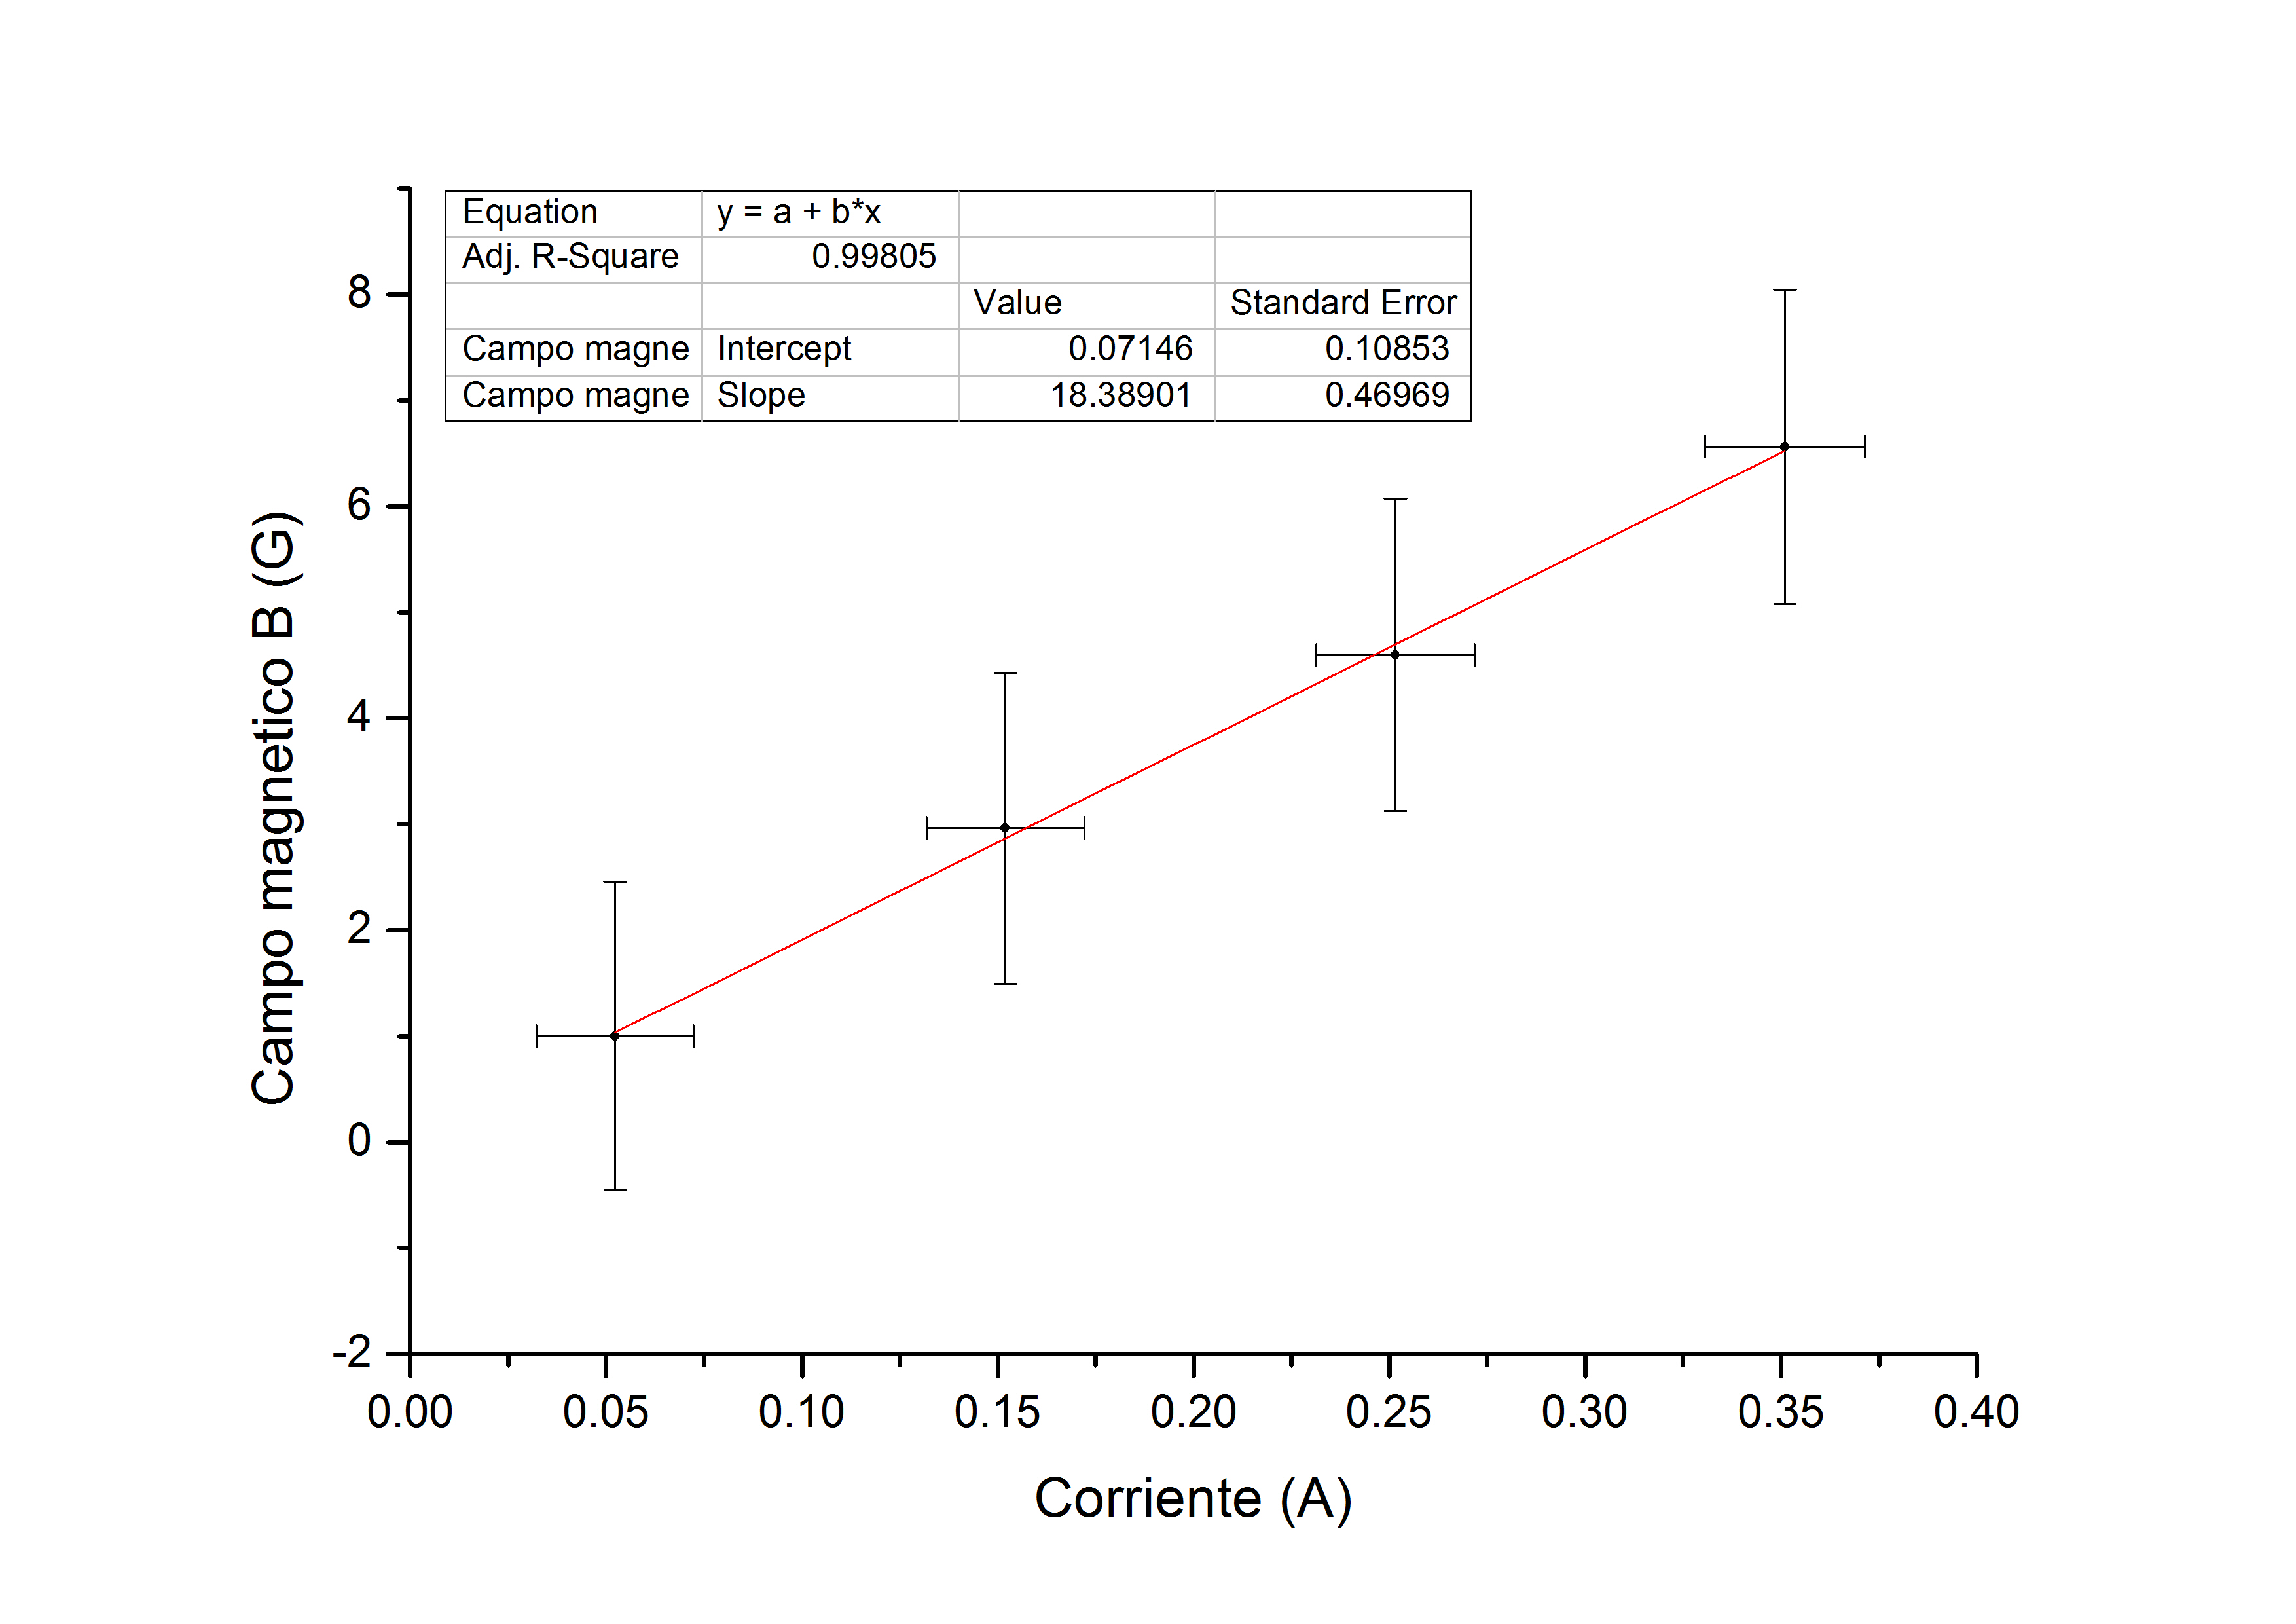 Equation y = a + b*x
Adj. R-Square 0.99805
Value Standard Error
Campo magne Intercept 0.07146 0.10853
Campo magne Slope 18.38901 0.46969
8
6
4
2
0
-2
Campo magnetico B (G)
0.00 0.05 0.10 0.15 0.20 0.25 0.30 0.35 0.40
Corriente (A)